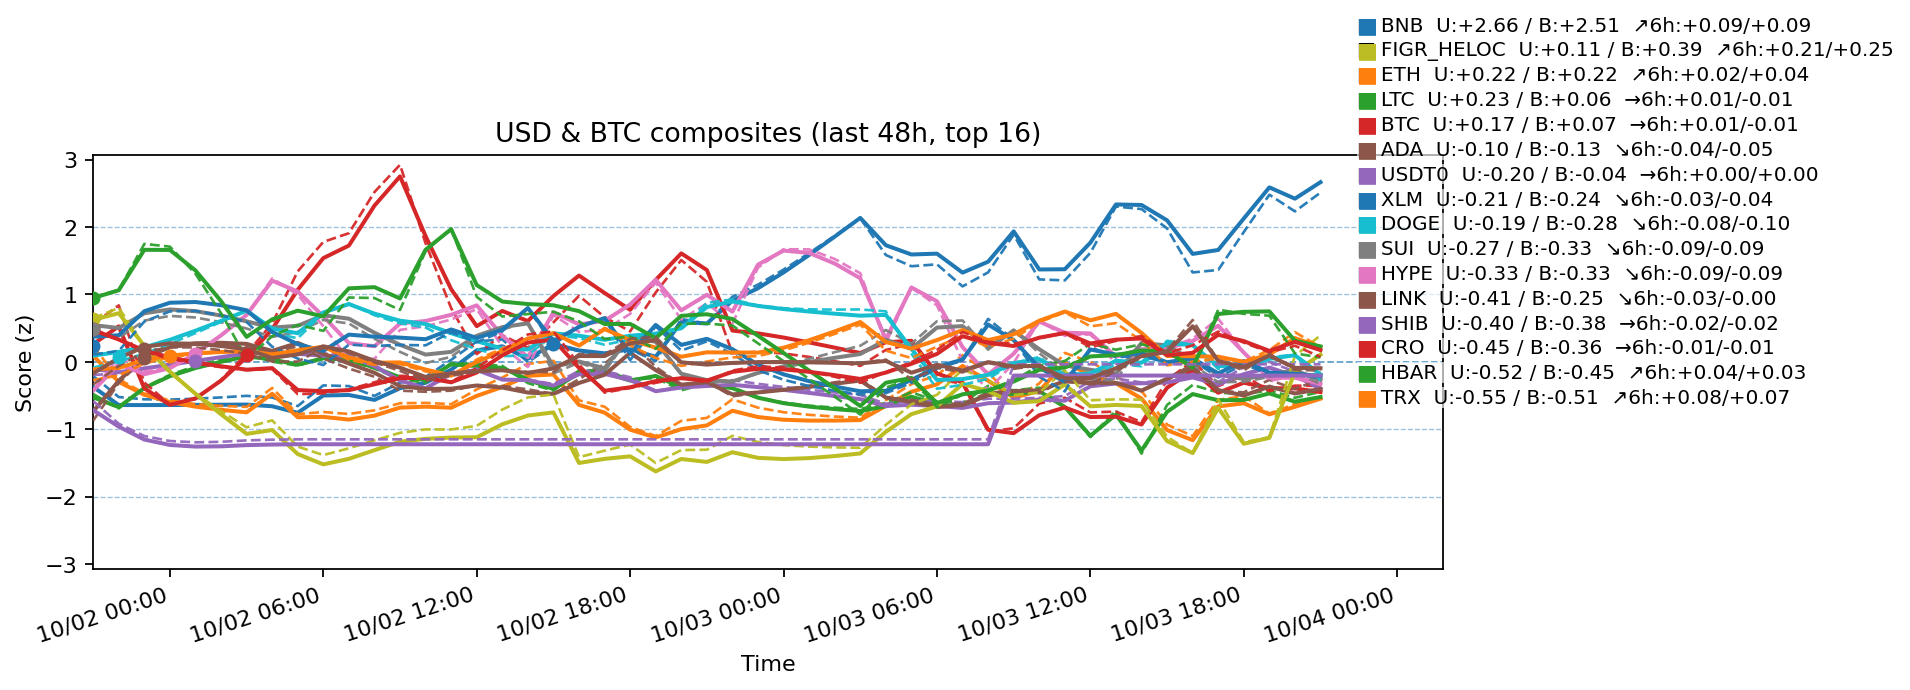 BNB  U:+2.66 / B:+2.51  ↗6h:+0.09/+0.09
FIGR_HELOC  U:+0.11 / B:+0.39  ↗6h:+0.21/+0.25
ETH  U:+0.22 / B:+0.22  ↗6h:+0.02/+0.04
LTC  U:+0.23 / B:+0.06  →6h:+0.01/-0.01
BTC  U:+0.17 / B:+0.07  →6h:+0.01/-0.01
ADA  U:-0.10 / B:-0.13  ↘6h:-0.04/-0.05
USDT0  U:-0.20 / B:-0.04  →6h:+0.00/+0.00
XLM  U:-0.21 / B:-0.24  ↘6h:-0.03/-0.04
DOGE  U:-0.19 / B:-0.28  ↘6h:-0.08/-0.10
SUI  U:-0.27 / B:-0.33  ↘6h:-0.09/-0.09
HYPE  U:-0.33 / B:-0.33  ↘6h:-0.09/-0.09
LINK  U:-0.41 / B:-0.25  ↘6h:-0.03/-0.00
SHIB  U:-0.40 / B:-0.38  →6h:-0.02/-0.02
CRO  U:-0.45 / B:-0.36  →6h:-0.01/-0.01
HBAR  U:-0.52 / B:-0.45  ↗6h:+0.04/+0.03
TRX  U:-0.55 / B:-0.51  ↗6h:+0.08/+0.07
USD & BTC composites (last 48h, top 16)
Score (z)
3
2
1
0
−1
−2
−3
10/02 00:00
10/02 06:00
10/02 12:00
10/02 18:00
10/03 00:00
10/03 06:00
10/03 12:00
10/03 18:00
10/04 00:00
Time